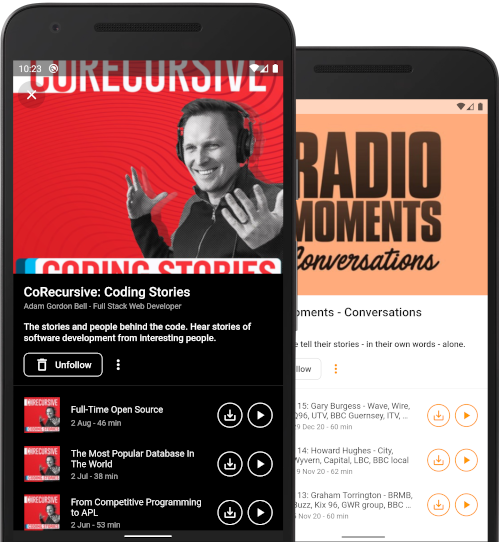 10:23
CORECURSIVE
CODING STORIES
CoRecursive: Coding Stories
Adam Gordon Bell - Full Stack Web Developer
The stories and people behind the code. Hear stories of
software development from interesting people.
Unfollow
Full-Time Open Source
2 Aug - 46 min
The Most Popular Database In
The World
2 Jul - 38 min
From Competitive Programming
to APL
2 Jun - 53 min
RADIO
MOMENTS
Conversations
oments - Conversations
e tell their stories - in their own words - alone.
llow
15: Gary Burgess - Wave, Wire,
Q96, UTV, BBC Guernsey, ITV, ...
9 Dec 20 - 60 min
14: Howard Hughes - City,
Wyvern, Capital, LBC, BBC local
9 Nov 20 - 62 min
13: Graham Torrington - BRMB,
Buzz, Kix 96, GWR group, BBC ...
Nov 20 - 60 min